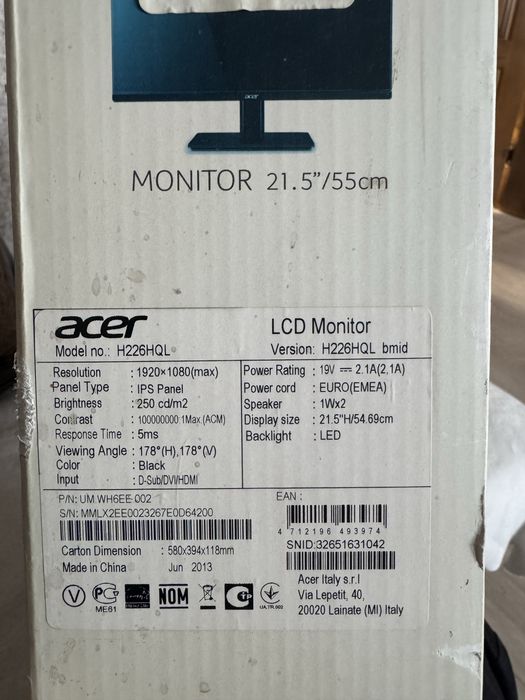 acer
MONITOR 21.5"/55cm
acer LCD Monitor
Model no.: H226HQL Version: H226HQL bmid
Resolution : 1920×1080(max)
Panel Type : IPS Panel
Brightness : 250 cd/m2
Contrast : 100000000:1Max.(ACM)
Response Time : 5ms
Viewing Angle : 178°(H),178°(V)
Color : Black
Input : D-Sub/DVI/HDMI
Power Rating : 19V ⎓ 2.1A(2.1A)
Power cord : EURO(EMEA)
Speaker : 1Wx2
Display size : 21.5"H/54.69cm
Backlight : LED
P/N: UM.WH6EE.002
S/N: MMLX2EE0023267E0D64200
EAN :
4 712196 493974
SNID:32651631042
Carton Dimension : 580x394x118mm
Made in China Jun 2013
ME61
NOM
UA.TR.002
Acer Italy s.r.l
Via Lepetit, 40,
20020 Lainate (MI) Italy